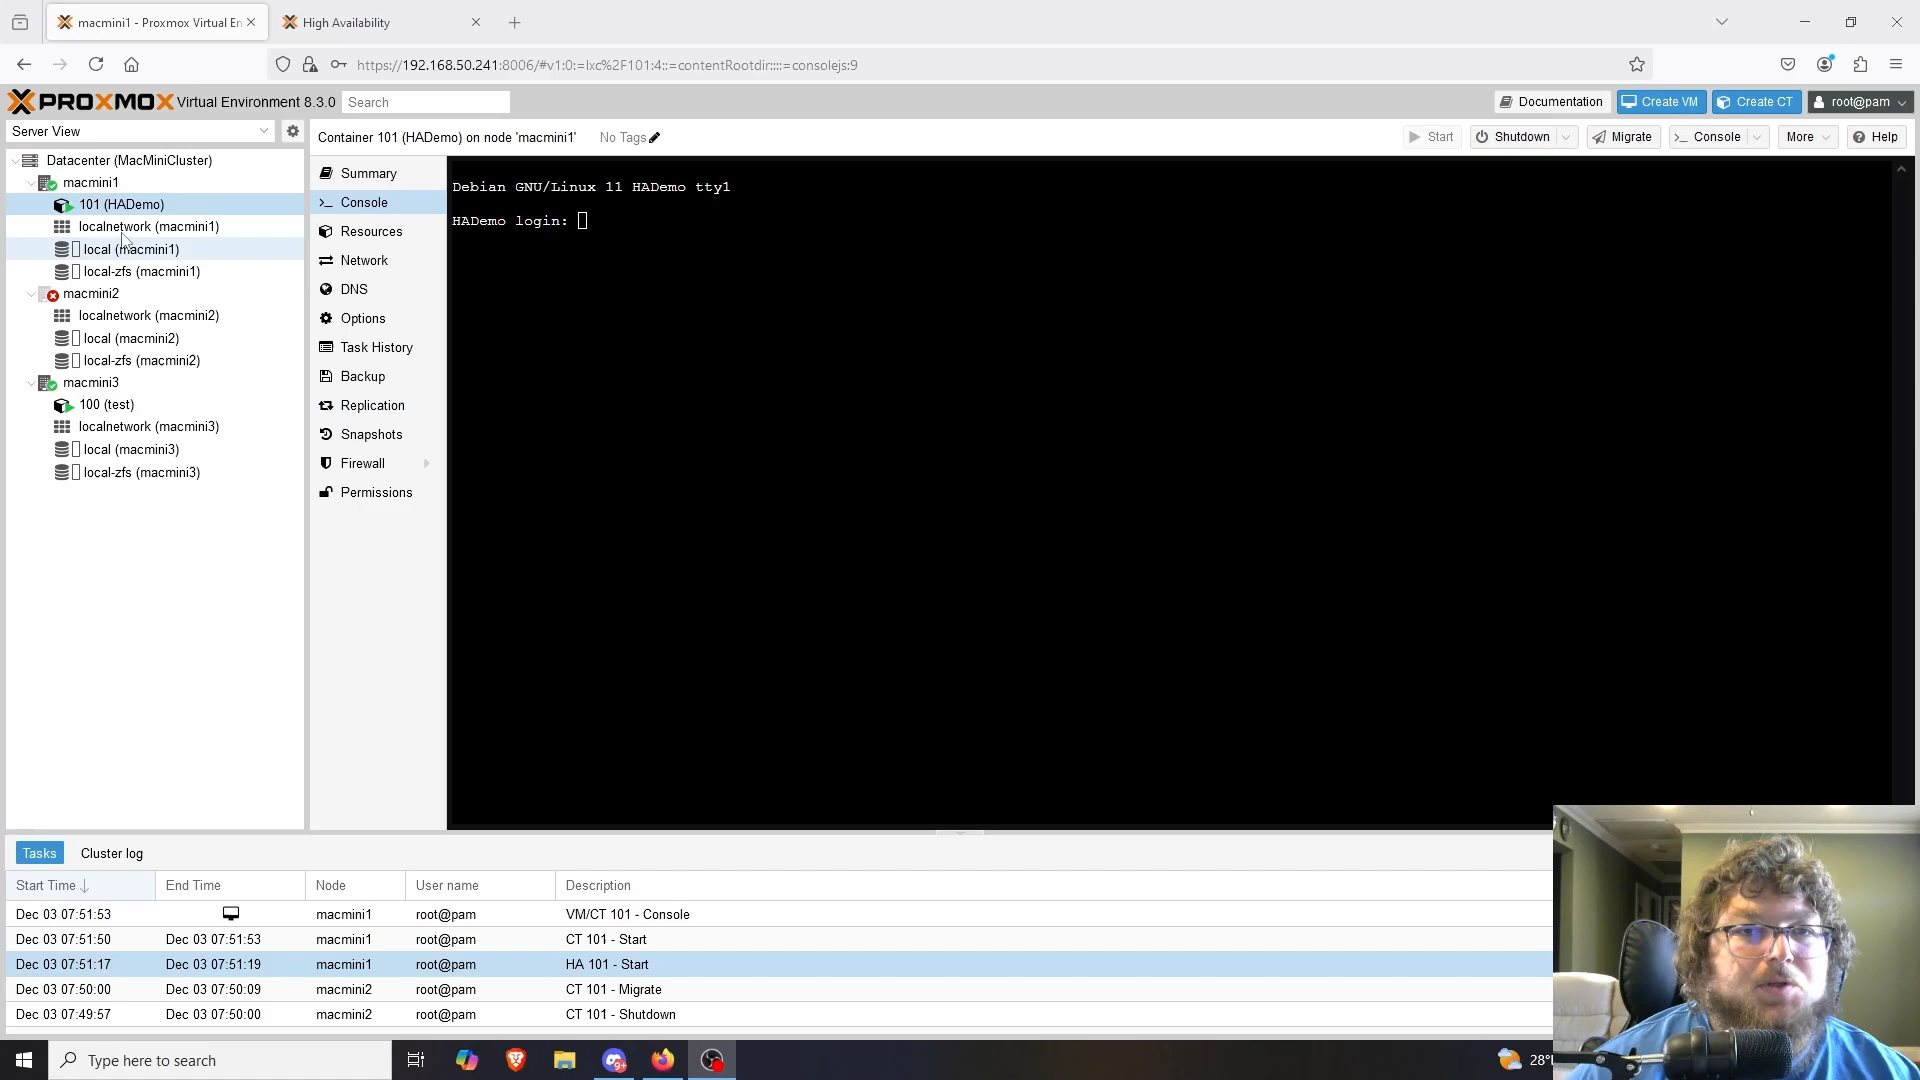 macmini1 - Proxmox Virtual En
High Availability
https://192.168.50.241:8006/#v1:0:=lxc%2F101:4::=contentRootdir::::=consolejs:9
PROXMOX Virtual Environment 8.3.0
Search
Documentation
Create VM
Create CT
root@pam
Server View
Container 101 (HADemo) on node 'macmini1'
No Tags
Start
Shutdown
Migrate
Console
More
Help
Datacenter (MacMiniCluster)
macmini1
101 (HADemo)
localnetwork (macmini1)
local (macmini1)
local-zfs (macmini1)
macmini2
localnetwork (macmini2)
local (macmini2)
local-zfs (macmini2)
macmini3
100 (test)
localnetwork (macmini3)
local (macmini3)
local-zfs (macmini3)
Summary
Console
Resources
Network
DNS
Options
Task History
Backup
Replication
Snapshots
Firewall
Permissions
Debian GNU/Linux 11 HADemo tty1
HADemo login:
Tasks
Cluster log
Start Time
End Time
Node
User name
Description
Dec 03 07:51:53 macmini1 root@pam VM/CT 101 - Console
Dec 03 07:51:50 Dec 03 07:51:53 macmini1 root@pam CT 101 - Start
Dec 03 07:51:17 Dec 03 07:51:19 macmini1 root@pam HA 101 - Start
Dec 03 07:50:00 Dec 03 07:50:09 macmini2 root@pam CT 101 - Migrate
Dec 03 07:49:57 Dec 03 07:50:00 macmini2 root@pam CT 101 - Shutdown
Type here to search
9+
28°